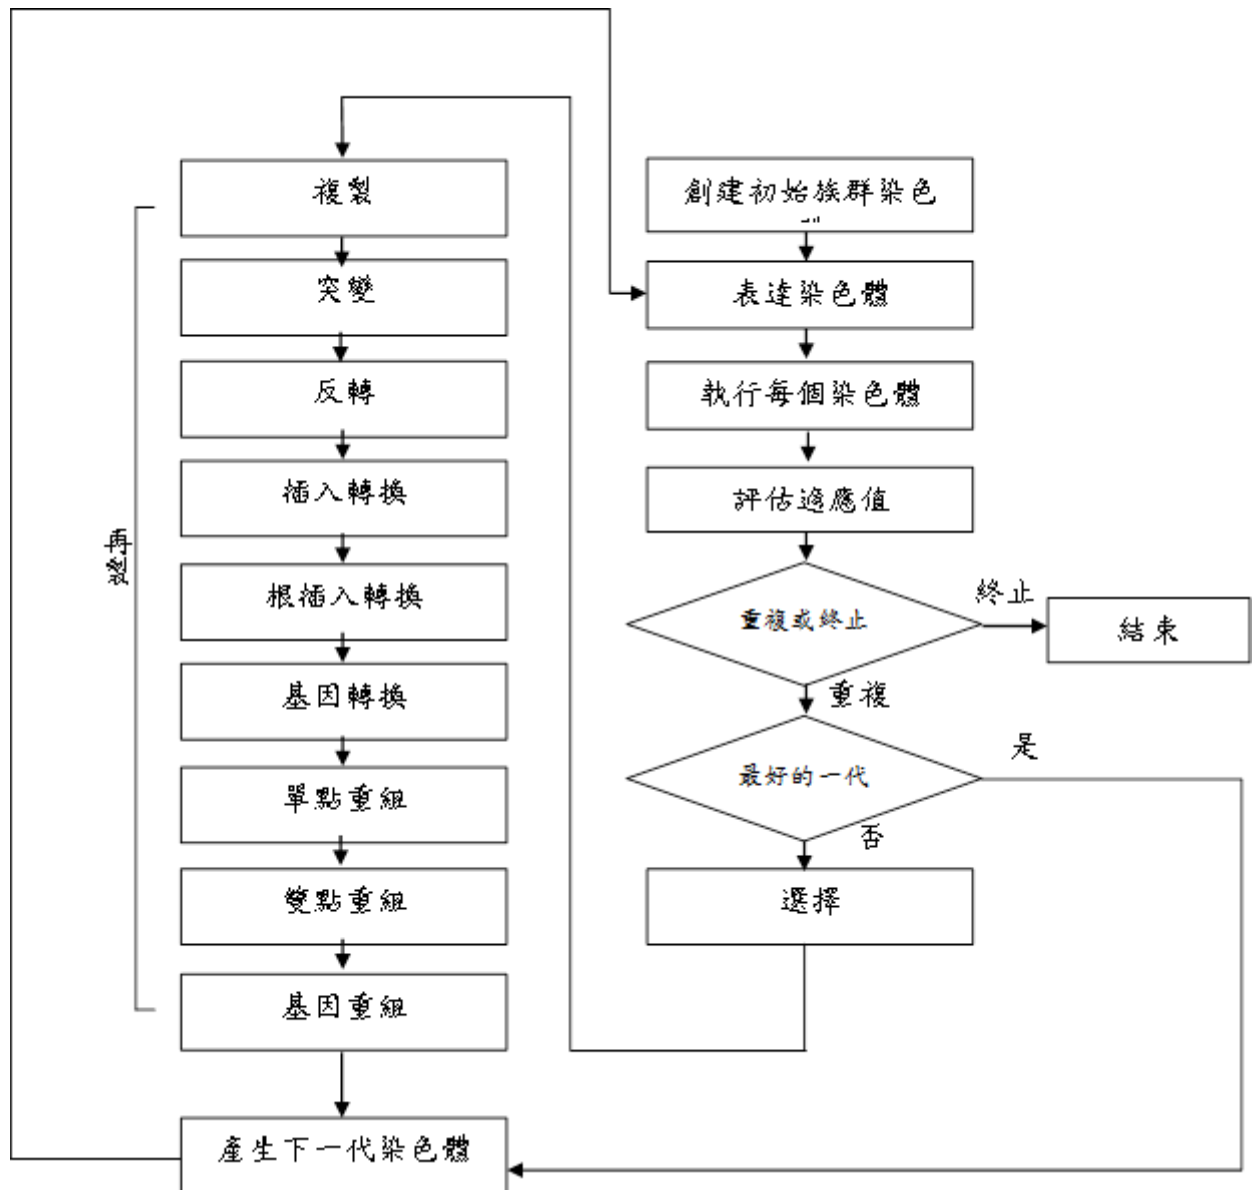 創建初始族群染色
表達染色體
執行每個染色體
評估適應值
重複或終止
終止
結束
重複
最好的一代
是
否
選擇
複製
突變
反轉
插入轉換
根插入轉換
基因轉換
單點重組
雙點重組
基因重組
產生下一代染色體
再